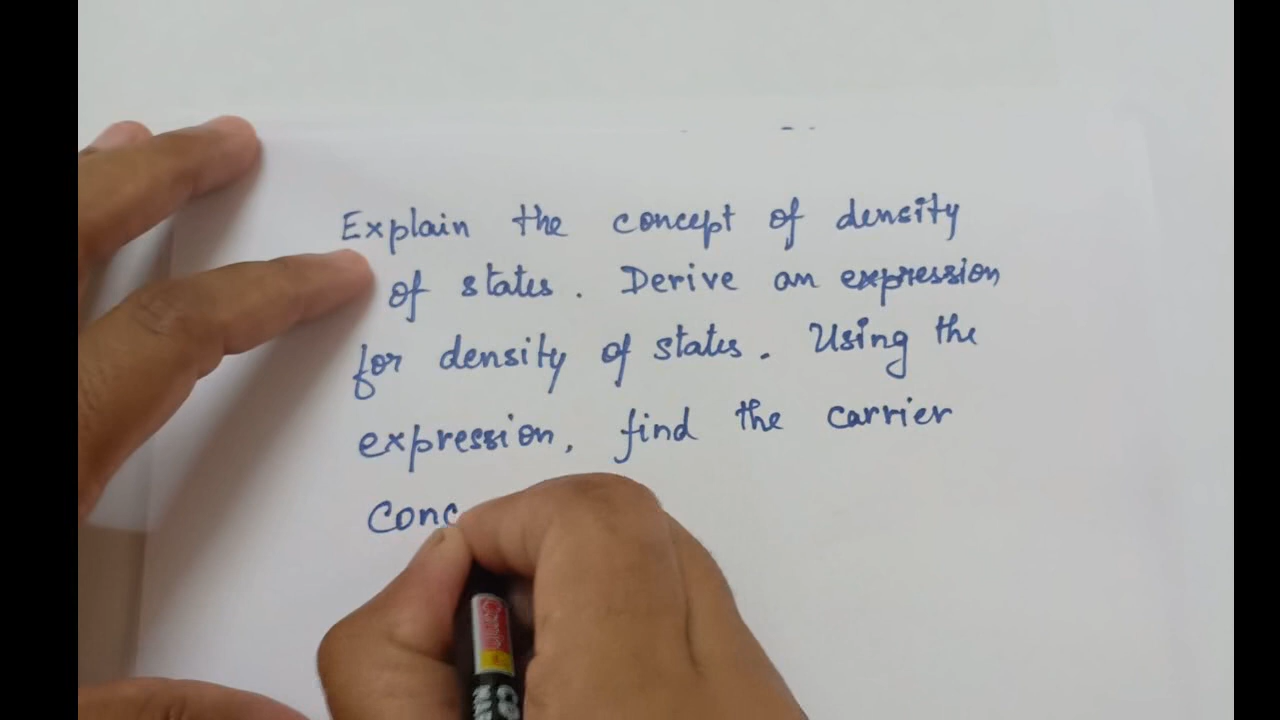 Explain the concept of density
of states. Derive an expression
for density of states. Using the
expression, find the carrier
Conc